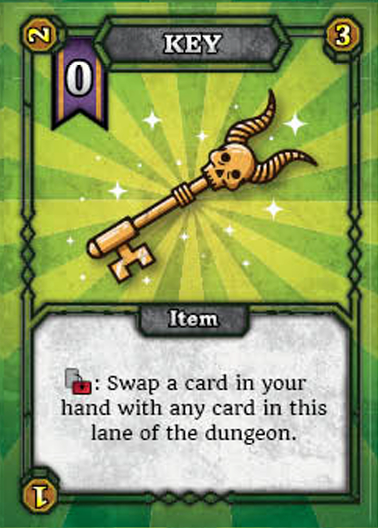 2
KEY
3
0
Item
: Swap a card in your
hand with any card in this
lane of the dungeon.
1